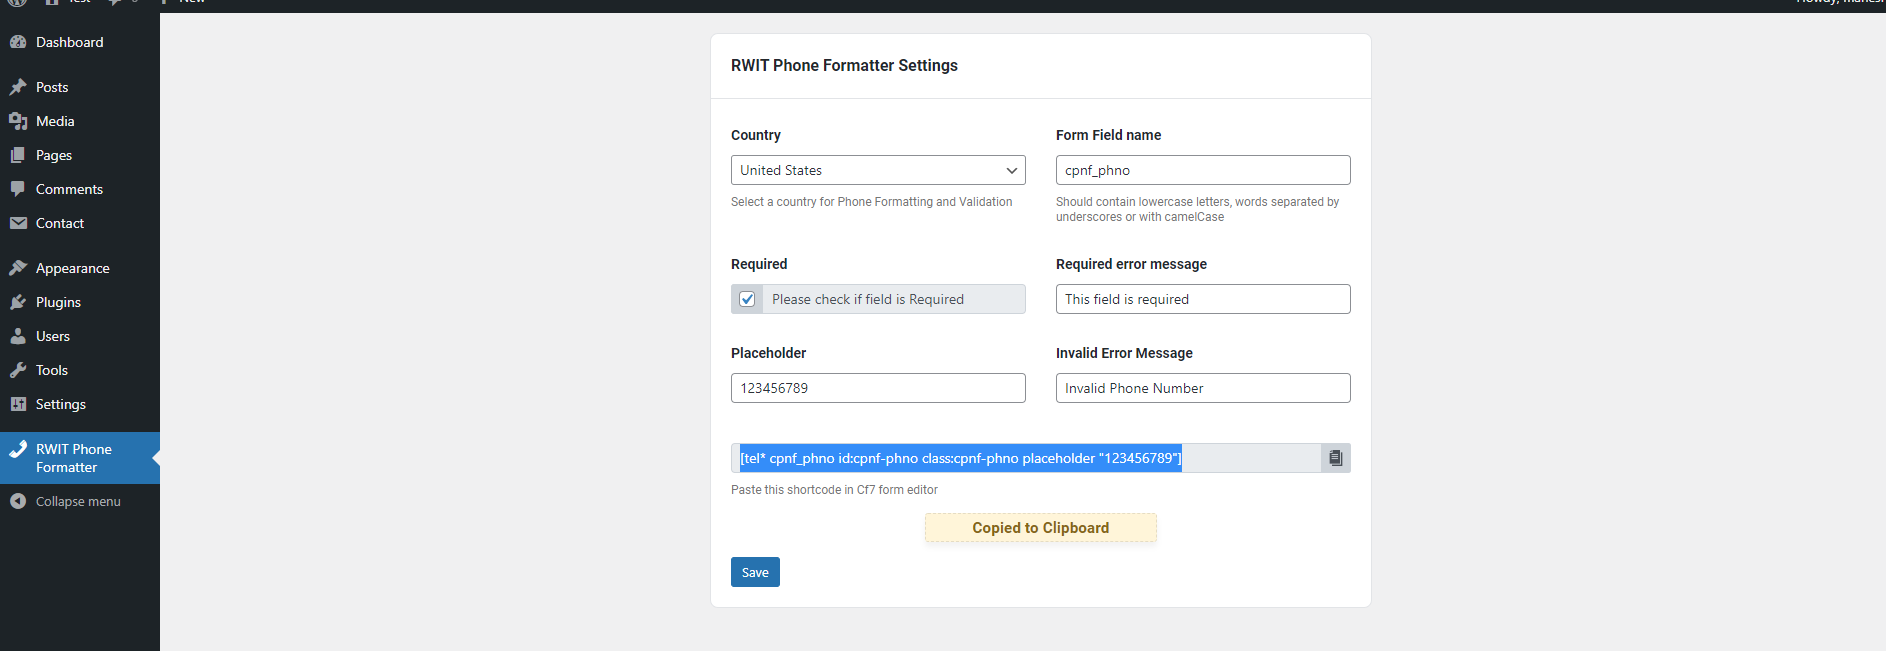 Test
New
Dashboard
Posts
Media
Pages
Comments
Contact
Appearance
Plugins
Users
Tools
Settings
RWIT Phone
Formatter
Collapse menu
RWIT Phone Formatter Settings
Country
Form Field name
United States
cpnf_phno
Select a country for Phone Formatting and Validation
Should contain lowercase letters, words separated by
underscores or with camelCase
Required
Required error message
Please check if field is Required
This field is required
Placeholder
Invalid Error Message
123456789
Invalid Phone Number
[tel* cpnf_phno id:cpnf-phno class:cpnf-phno placeholder "123456789"]
Paste this shortcode in Cf7 form editor
Copied to Clipboard
Save